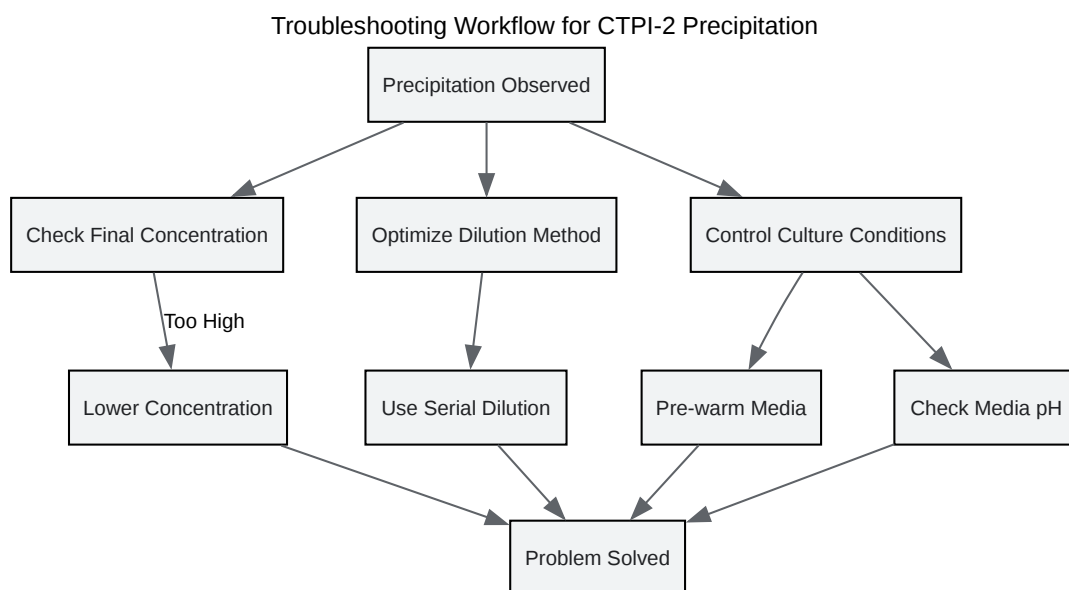 Troubleshooting Workflow for CTPI-2 Precipitation
Precipitation Observed
Check Final Concentration
Optimize Dilution Method
Control Culture Conditions
Too High
Lower Concentration
Use Serial Dilution
Pre-warm Media
Check Media pH
Problem Solved